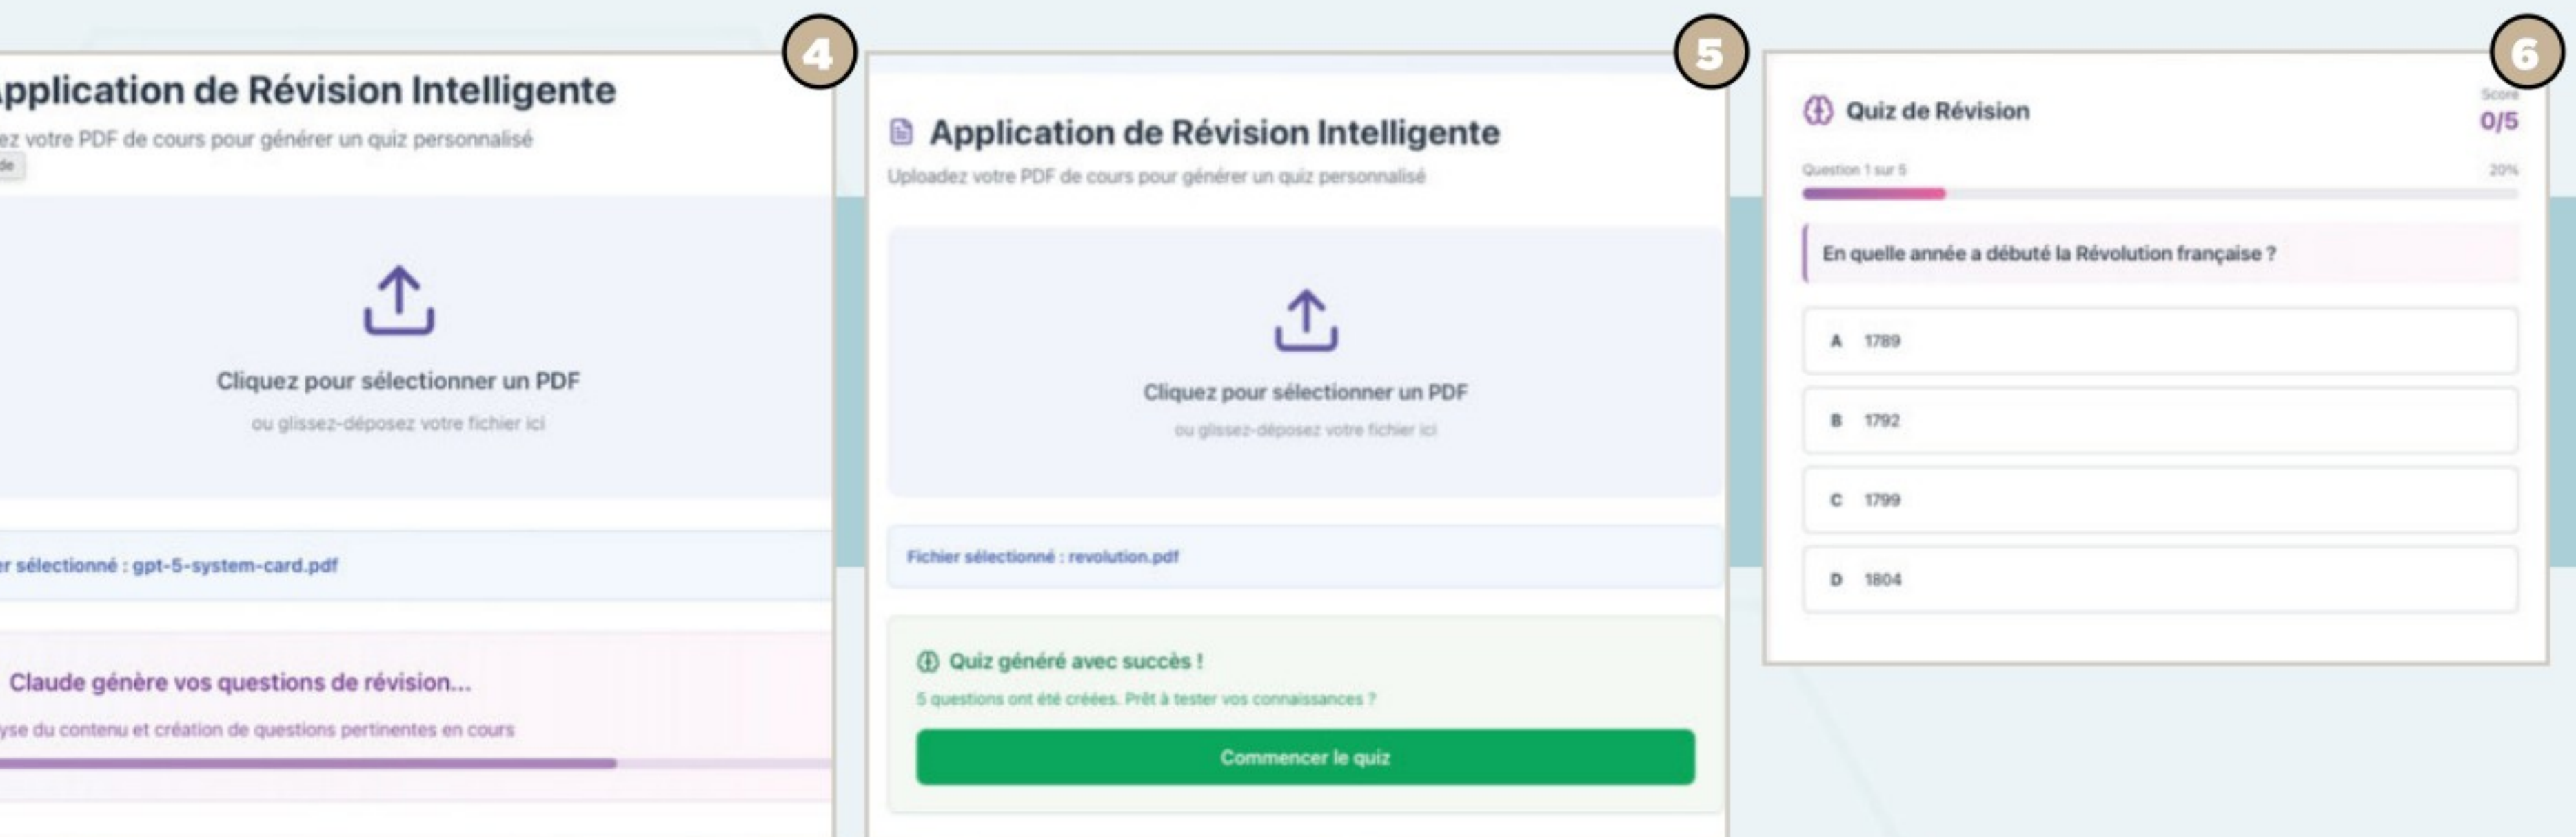 4
pplication de Révision Intelligente
ez votre PDF de cours pour générer un quiz personnalisé
de
Cliquez pour sélectionner un PDF
ou glissez-déposez votre fichier ici
er sélectionné : gpt-5-system-card.pdf
Claude génère vos questions de révision...
yse du contenu et création de questions pertinentes en cours
5
Application de Révision Intelligente
Uploadez votre PDF de cours pour générer un quiz personnalisé
Cliquez pour sélectionner un PDF
ou glissez-déposez votre fichier ici
Fichier sélectionné : revolution.pdf
Quiz généré avec succès !
5 questions ont été créées. Prêt à tester vos connaissances ?
Commencer le quiz
6
Quiz de Révision
Score
0/5
Question 1 sur 5
20%
En quelle année a débuté la Révolution française ?
A 1789
B 1792
C 1799
D 1804